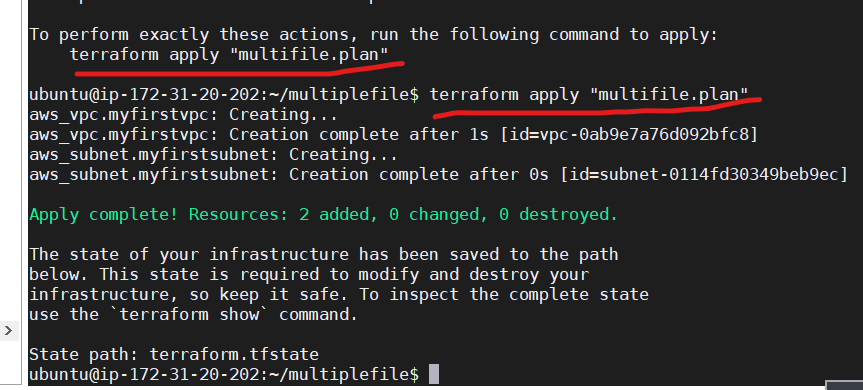 To perform exactly these actions, run the following command to apply:
terraform apply "multifile.plan"
ubuntu@ip-172-31-20-202:~/multiplefile$ terraform apply "multifile.plan"
aws_vpc.myfirstvpc: Creating...
aws_vpc.myfirstvpc: Creation complete after 1s [id=vpc-0ab9e7a76d092bfc8]
aws_subnet.myfirstsubnet: Creating...
aws_subnet.myfirstsubnet: Creation complete after 0s [id=subnet-0114fd30349beb9ec]
Apply complete! Resources: 2 added, 0 changed, 0 destroyed.
The state of your infrastructure has been saved to the path
below. This state is required to modify and destroy your
infrastructure, so keep it safe. To inspect the complete state
use the `terraform show` command.
State path: terraform.tfstate
ubuntu@ip-172-31-20-202:~/multiplefile$